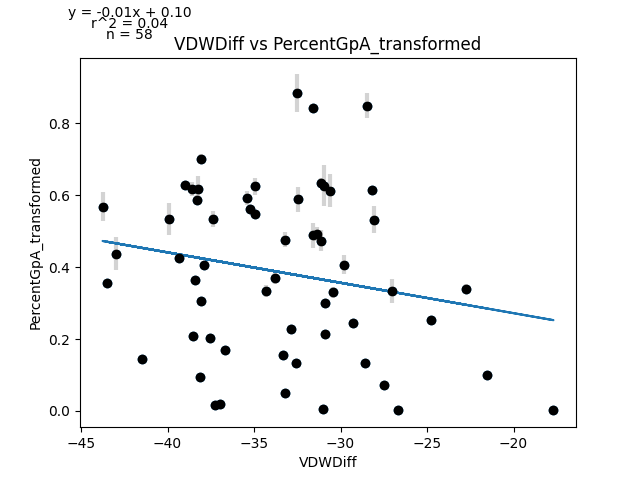 y = -0.01x + 0.10
r^2 = 0.04
n = 58
VDWDiff vs PercentGpA_transformed
PercentGpA_transformed
0.8
0.6
0.4
0.2
0.0
−45 −40 −35 −30 −25 −20
VDWDiff